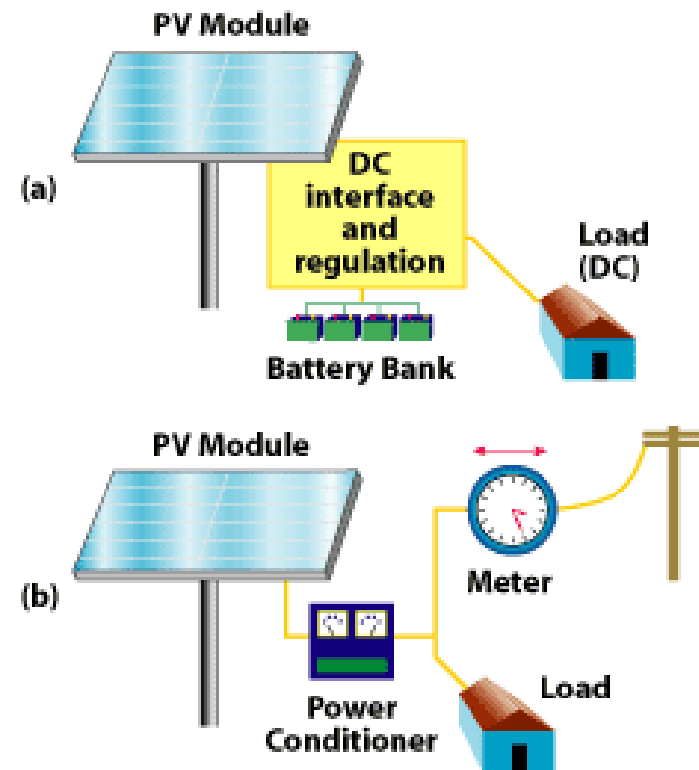 PV Module
(a)
DC
interface
and
regulation
Load
(DC)
Battery Bank
PV Module
(b)
Meter
Power
Conditioner
Load